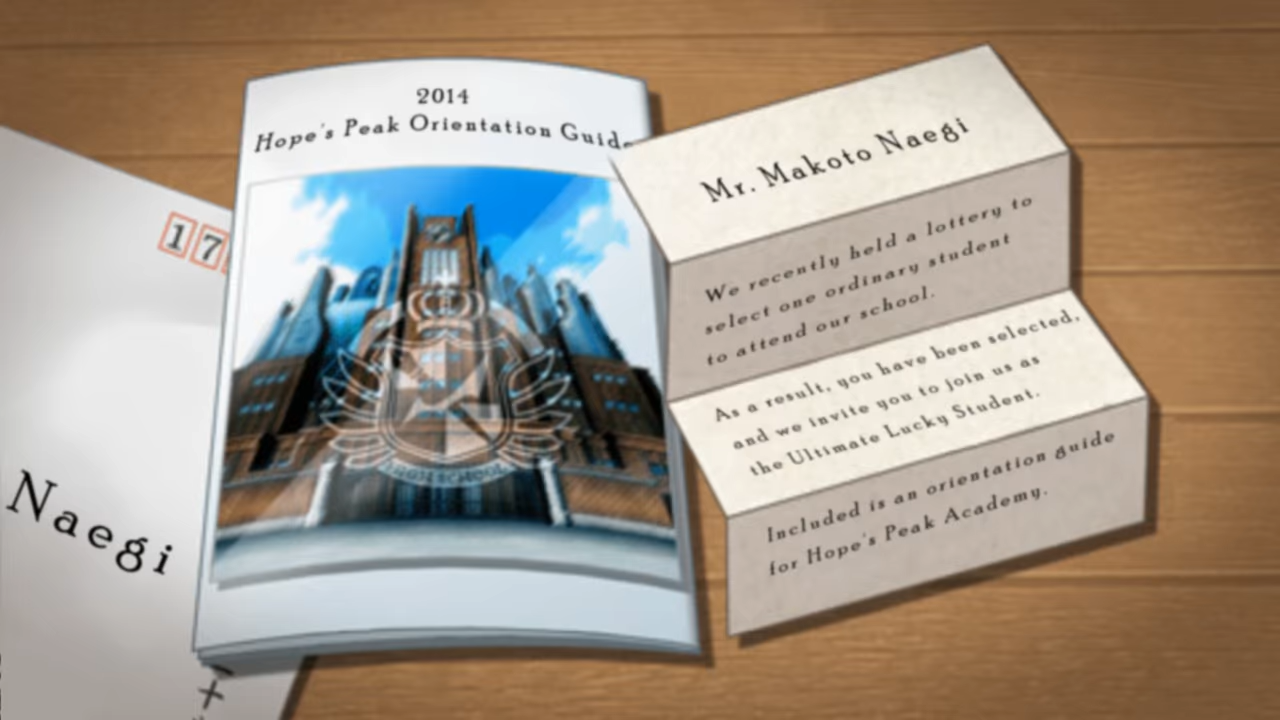 2014
Hope's Peak Orientation Guide
17
Naegi
Mr. Makoto Naegi
We recently held a lottery to
select one ordinary student
to attend our school.
As a result, you have been selected,
and we invite you to join us as
the Ultimate Lucky Student.
Included is an orientation guide
for Hope's Peak Academy.